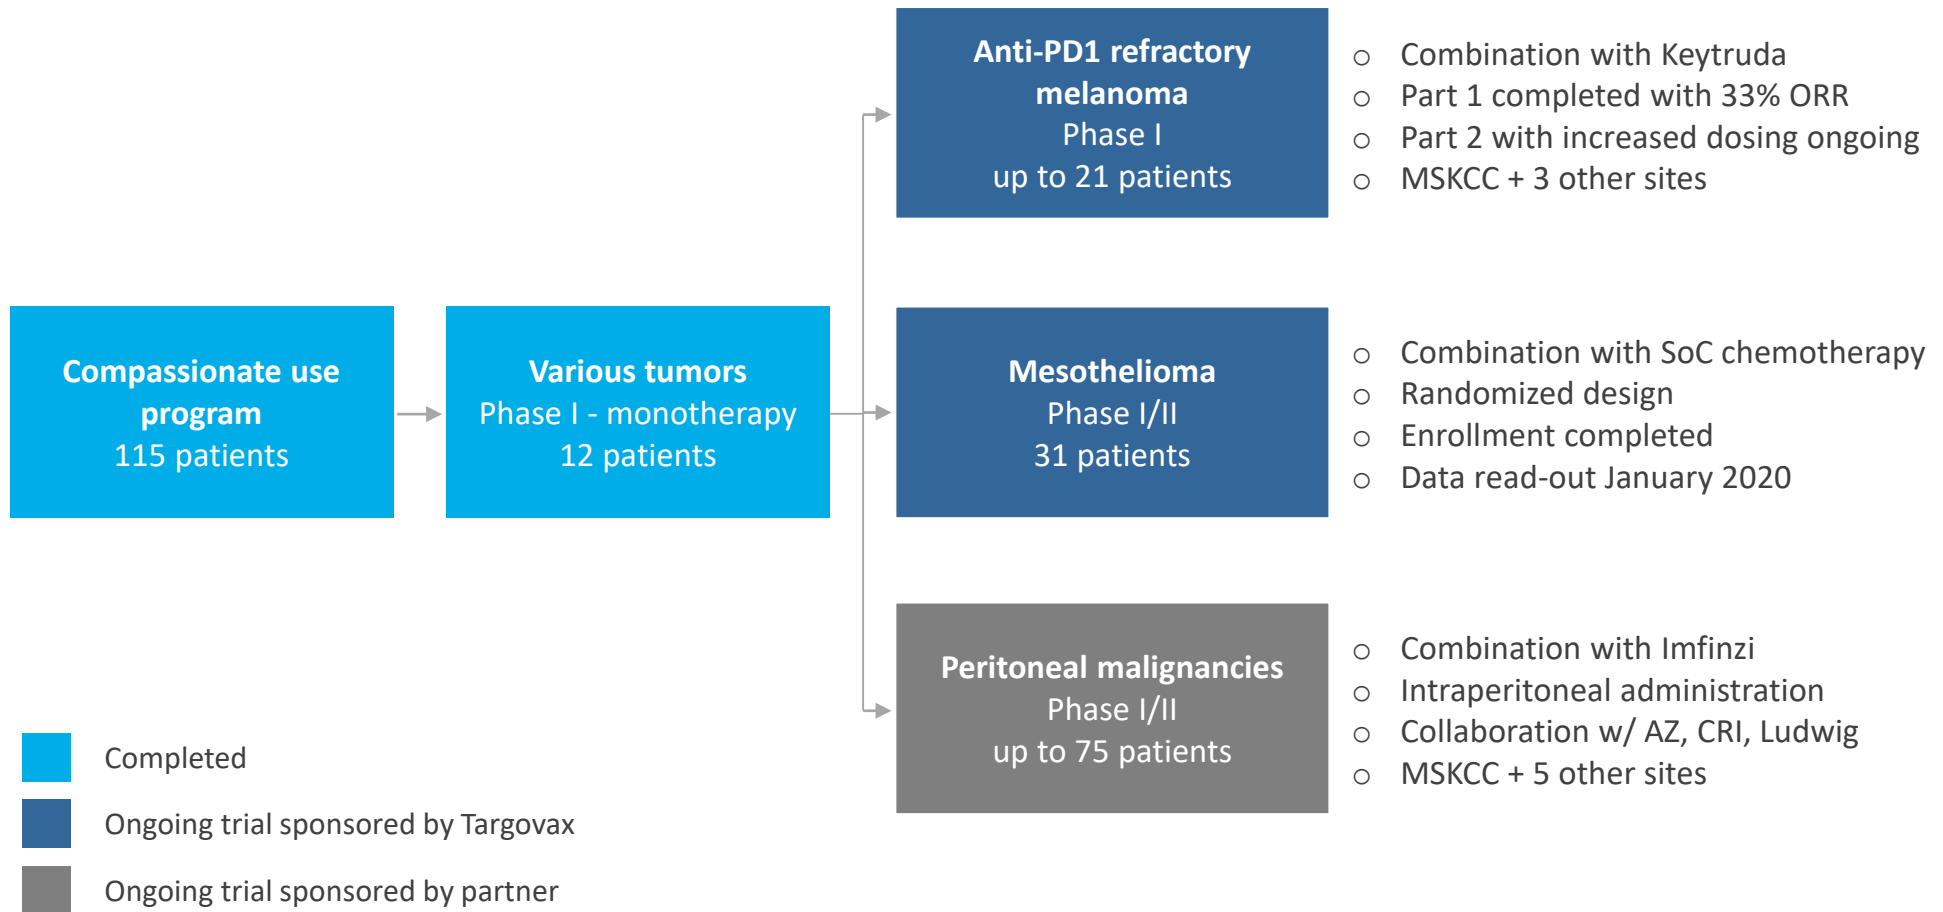 Compassionate use
program
115 patients
Various tumors
Phase I - monotherapy
12 patients
Anti-PD1 refractory
melanoma
Phase I
up to 21 patients
○ Combination with Keytruda
○ Part 1 completed with 33% ORR
○ Part 2 with increased dosing ongoing
○ MSKCC + 3 other sites
Mesothelioma
Phase I/II
31 patients
○ Combination with SoC chemotherapy
○ Randomized design
○ Enrollment completed
○ Data read-out January 2020
Peritoneal malignancies
Phase I/II
up to 75 patients
○ Combination with Imfinzi
○ Intraperitoneal administration
○ Collaboration w/ AZ, CRI, Ludwig
○ MSKCC + 5 other sites
Completed
Ongoing trial sponsored by Targovax
Ongoing trial sponsored by partner